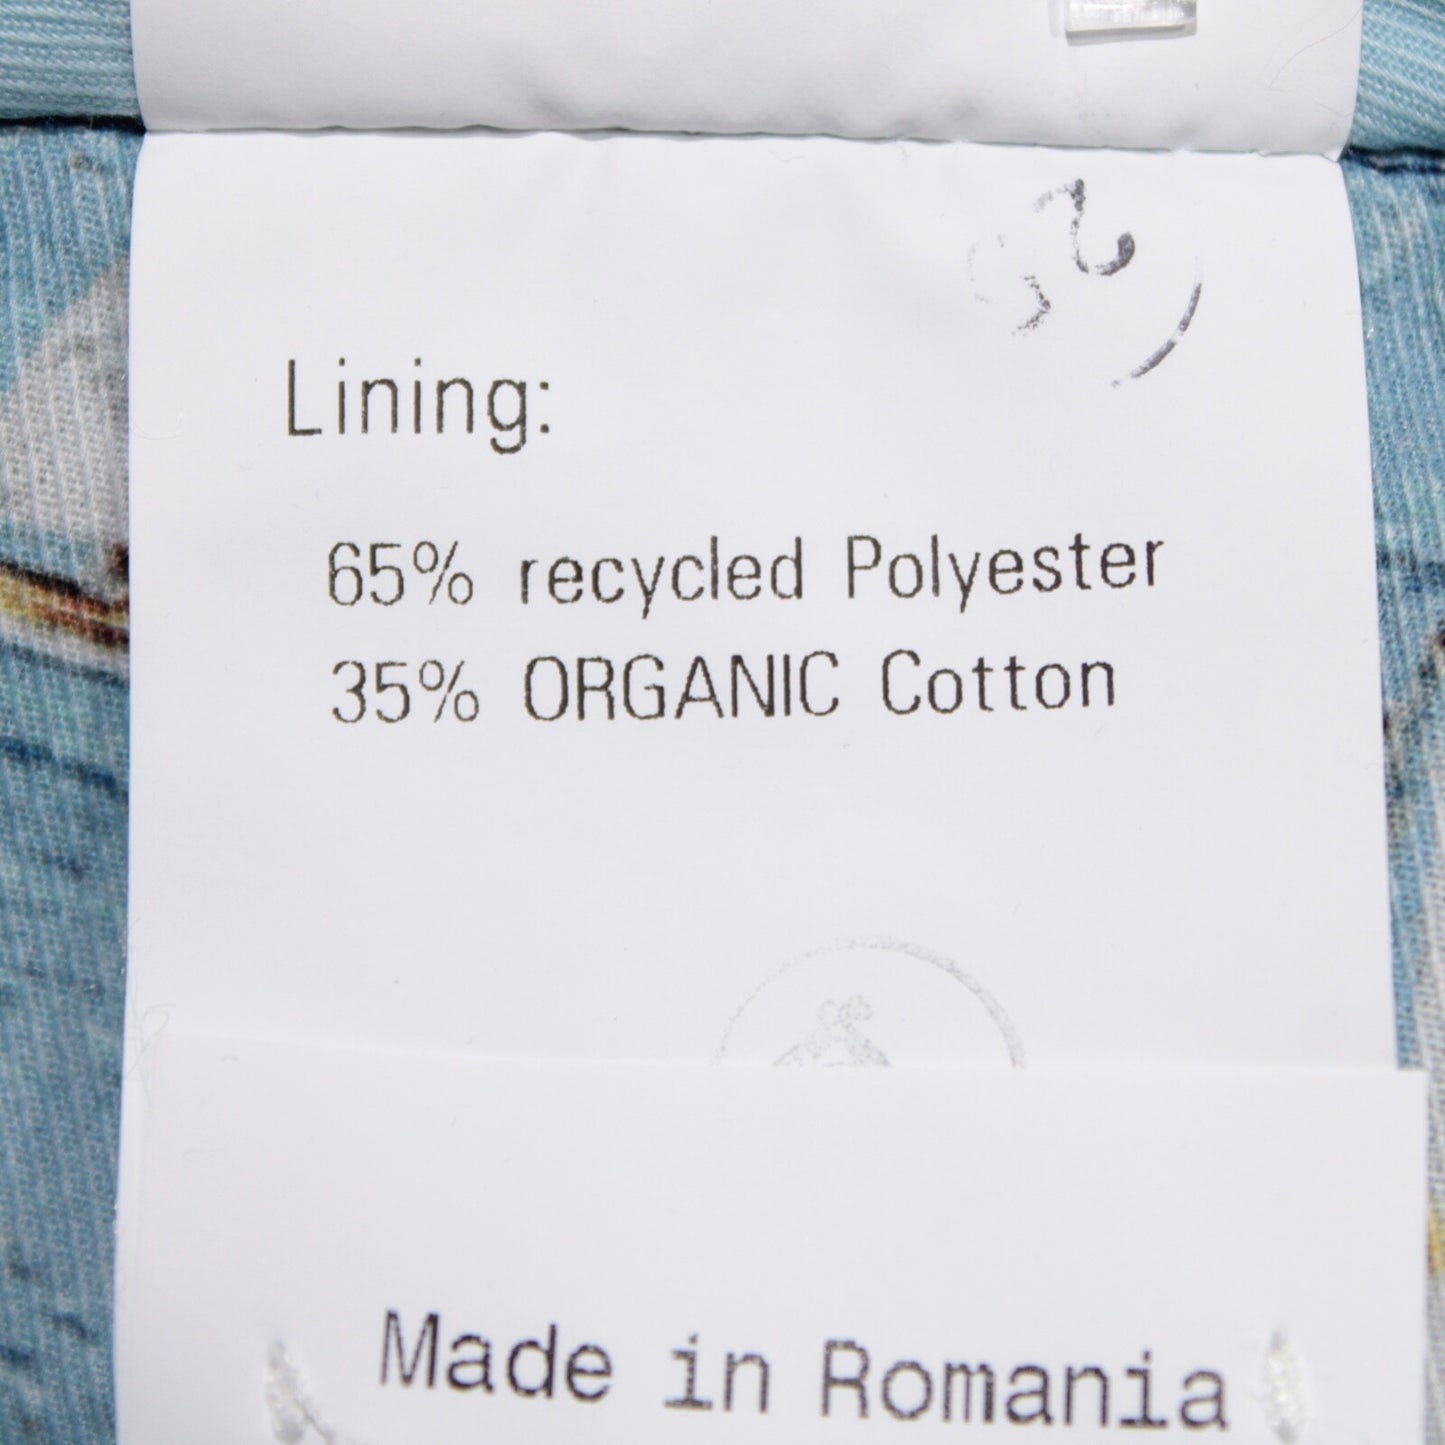 Lining:
65% recycled Polyester
35% ORGANIC Cotton
Made in Romania